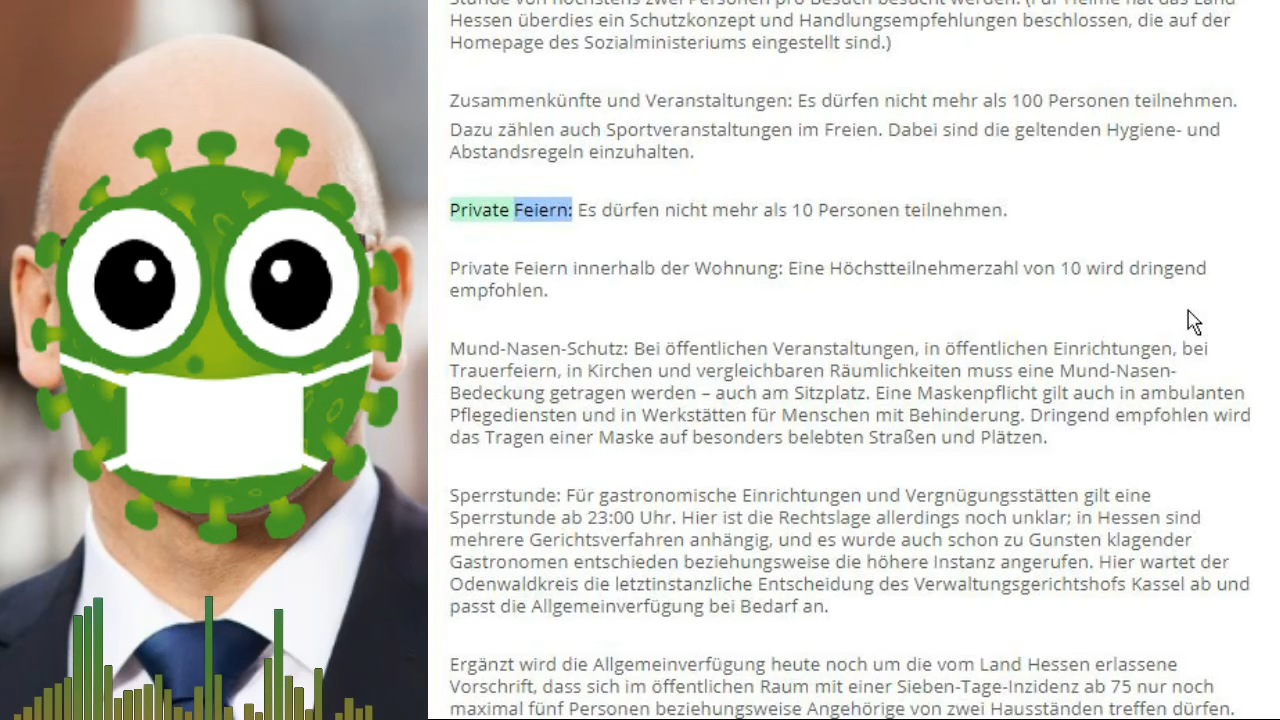 Stunde von höchstens zwei Personen pro Besuch besucht werden. (Für Heime hat das Land
Hessen überdies ein Schutzkonzept und Handlungsempfehlungen beschlossen, die auf der
Homepage des Sozialministeriums eingestellt sind.)
Zusammenkünfte und Veranstaltungen: Es dürfen nicht mehr als 100 Personen teilnehmen.
Dazu zählen auch Sportveranstaltungen im Freien. Dabei sind die geltenden Hygiene- und
Abstandsregeln einzuhalten.
Private Feiern: Es dürfen nicht mehr als 10 Personen teilnehmen.
Private Feiern innerhalb der Wohnung: Eine Höchstteilnehmerzahl von 10 wird dringend
empfohlen.
Mund-Nasen-Schutz: Bei öffentlichen Veranstaltungen, in öffentlichen Einrichtungen, bei
Trauerfeiern, in Kirchen und vergleichbaren Räumlichkeiten muss eine Mund-Nasen-
Bedeckung getragen werden – auch am Sitzplatz. Eine Maskenpflicht gilt auch in ambulanten
Pflegediensten und in Werkstätten für Menschen mit Behinderung. Dringend empfohlen wird
das Tragen einer Maske auf besonders belebten Straßen und Plätzen.
Sperrstunde: Für gastronomische Einrichtungen und Vergnügungsstätten gilt eine
Sperrstunde ab 23:00 Uhr. Hier ist die Rechtslage allerdings noch unklar; in Hessen sind
mehrere Gerichtsverfahren anhängig, und es wurde auch schon zu Gunsten klagender
Gastronomen entschieden beziehungsweise die höhere Instanz angerufen. Hier wartet der
Odenwaldkreis die letztinstanzliche Entscheidung des Verwaltungsgerichtshofs Kassel ab und
passt die Allgemeinverfügung bei Bedarf an.
Ergänzt wird die Allgemeinverfügung heute noch um die vom Land Hessen erlassene
Vorschrift, dass sich im öffentlichen Raum mit einer Sieben-Tage-Inzidenz ab 75 nur noch
maximal fünf Personen beziehungsweise Angehörige von zwei Hausständen treffen dürfen.